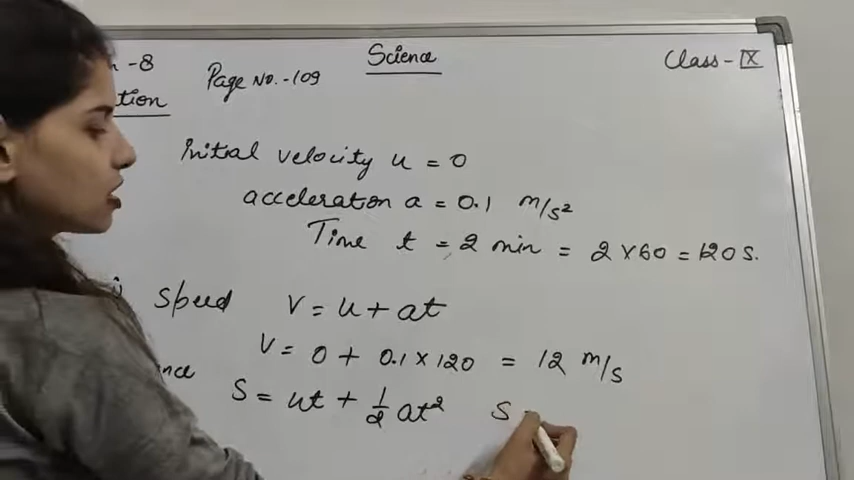 -8 Science Class-IX
tion Page No.-109
Initial velocity u = 0
acceleration a = 0.1 m/s²
Time t = 2 min = 2×60 = 120 s.
i) speed V = u + at
V = 0 + 0.1×120 = 12 m/s
nce S = ut + 1/2 at² S